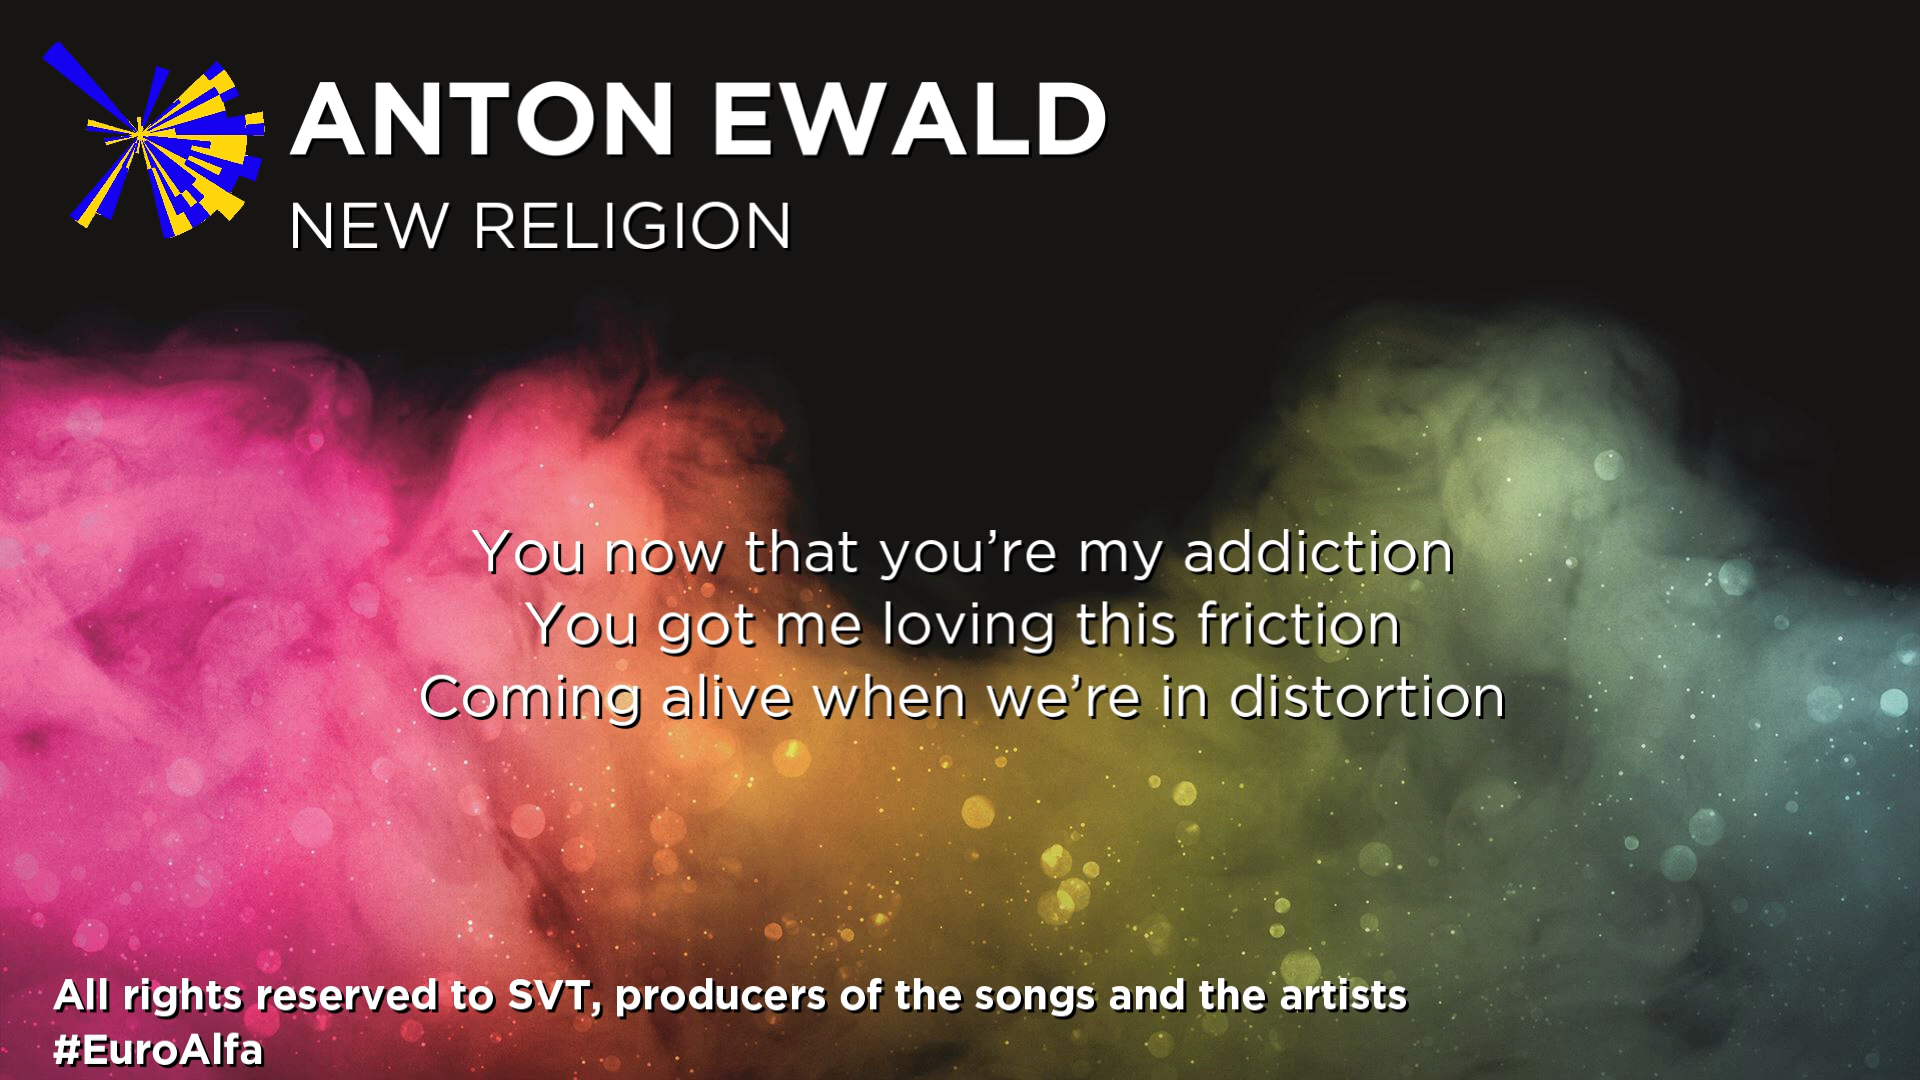 ANTON EWALD
NEW RELIGION
You now that you’re my addiction
You got me loving this friction
Coming alive when we’re in distortion
All rights reserved to SVT, producers of the songs and the artists
#EuroAlfa